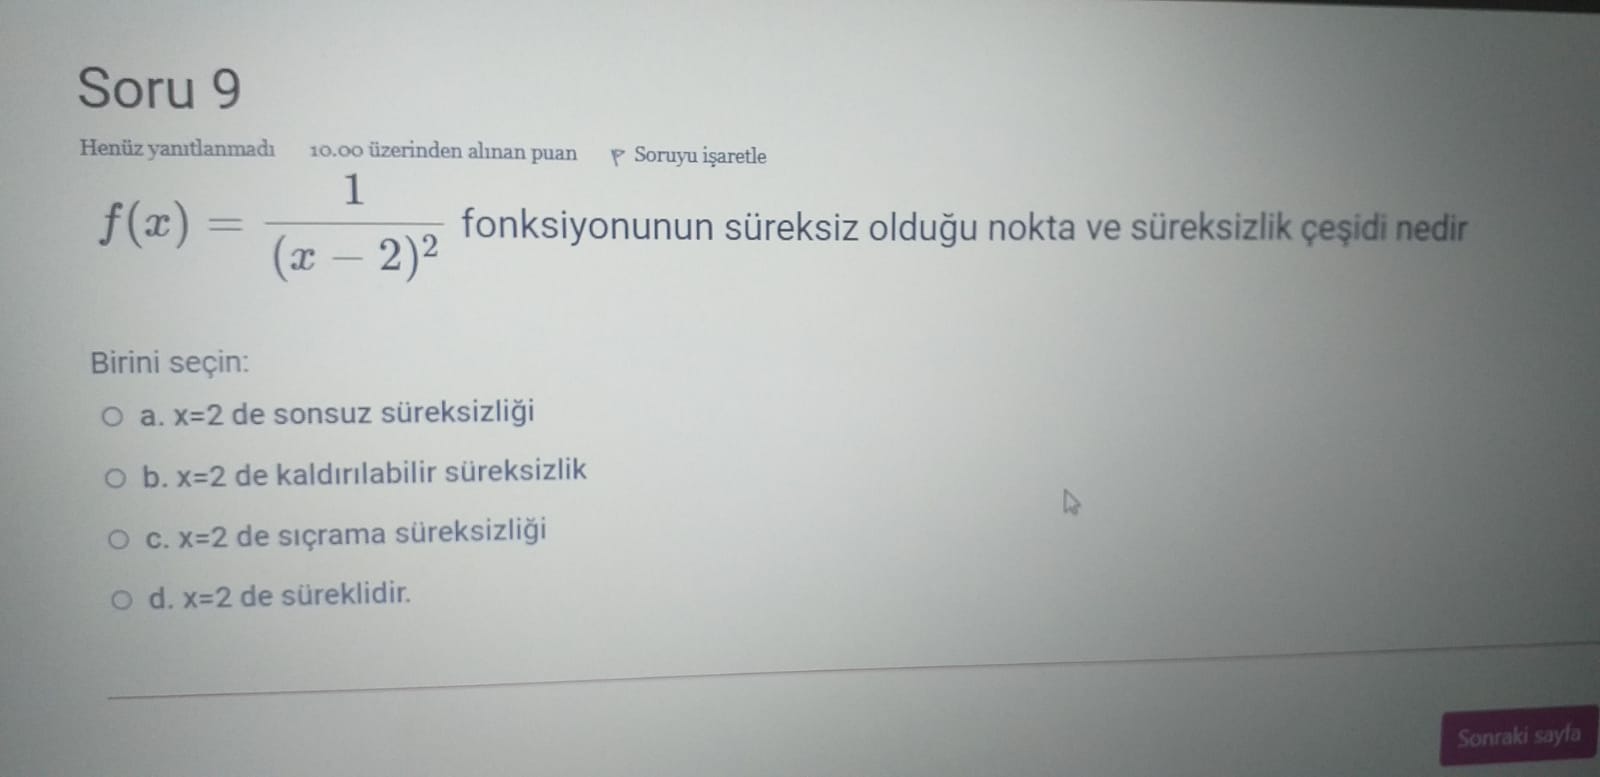 Soru 9
Henüz yanıtlanmadı 10.00 üzerinden alınan puan Soruyu işaretle
f(x) = 1 / (x − 2)² fonksiyonunun süreksiz olduğu nokta ve süreksizlik çeşidi nedir
Birini seçin:
a. x=2 de sonsuz süreksizliği
b. x=2 de kaldırılabilir süreksizlik
c. x=2 de sıçrama süreksizliği
d. x=2 de süreklidir.
Sonraki sayfa